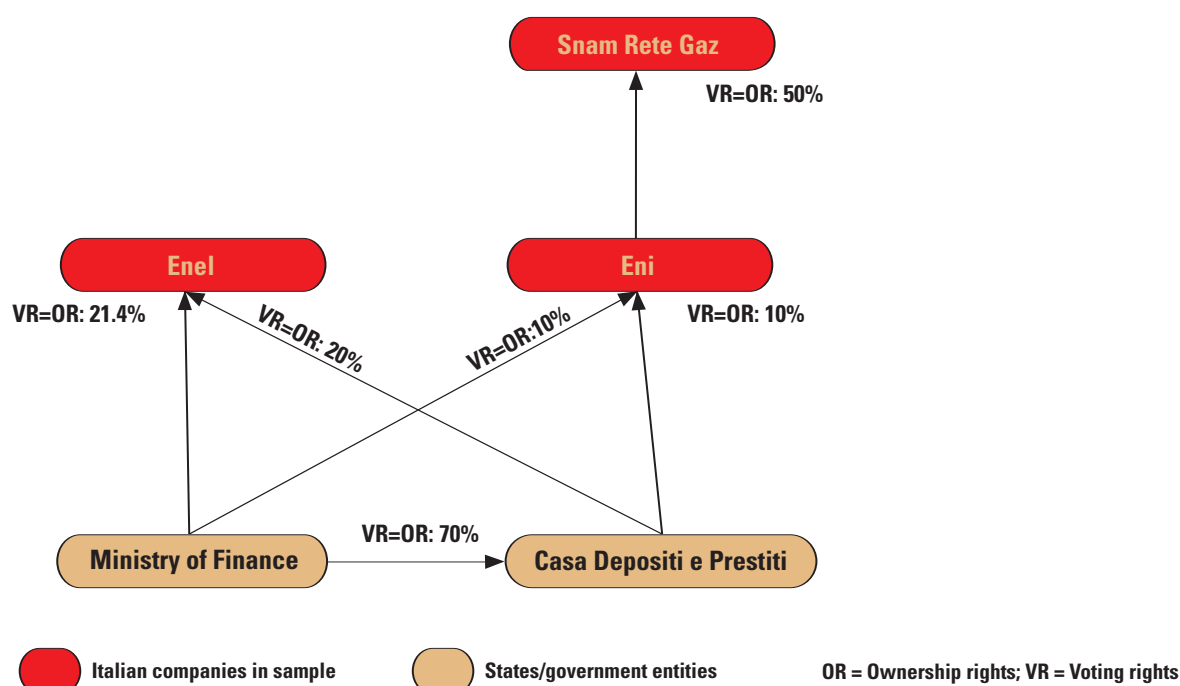 Snam Rete Gaz
VR=OR: 50%
Enel
Eni
VR=OR: 21.4%
VR=OR: 20%
VR=OR:10%
VR=OR: 10%
VR=OR: 70%
Ministry of Finance
Casa Depositi e Prestiti
Italian companies in sample
States/government entities
OR = Ownership rights; VR = Voting rights